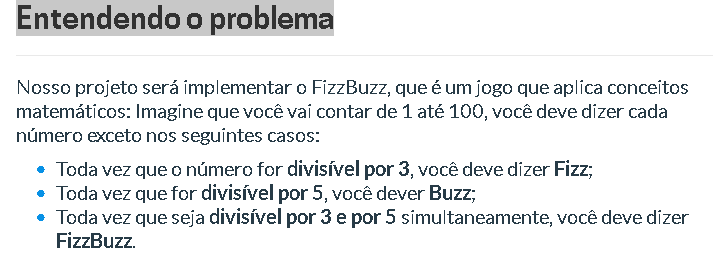 Entendendo o problema
Nosso projeto será implementar o FizzBuzz, que é um jogo que aplica conceitos
matemáticos: Imagine que você vai contar de 1 até 100, você deve dizer cada
número exceto nos seguintes casos:
Toda vez que o número for divisível por 3, você deve dizer Fizz;
Toda vez que for divisível por 5, você dever Buzz;
Toda vez que seja divisível por 3 e por 5 simultaneamente, você deve dizer
FizzBuzz.